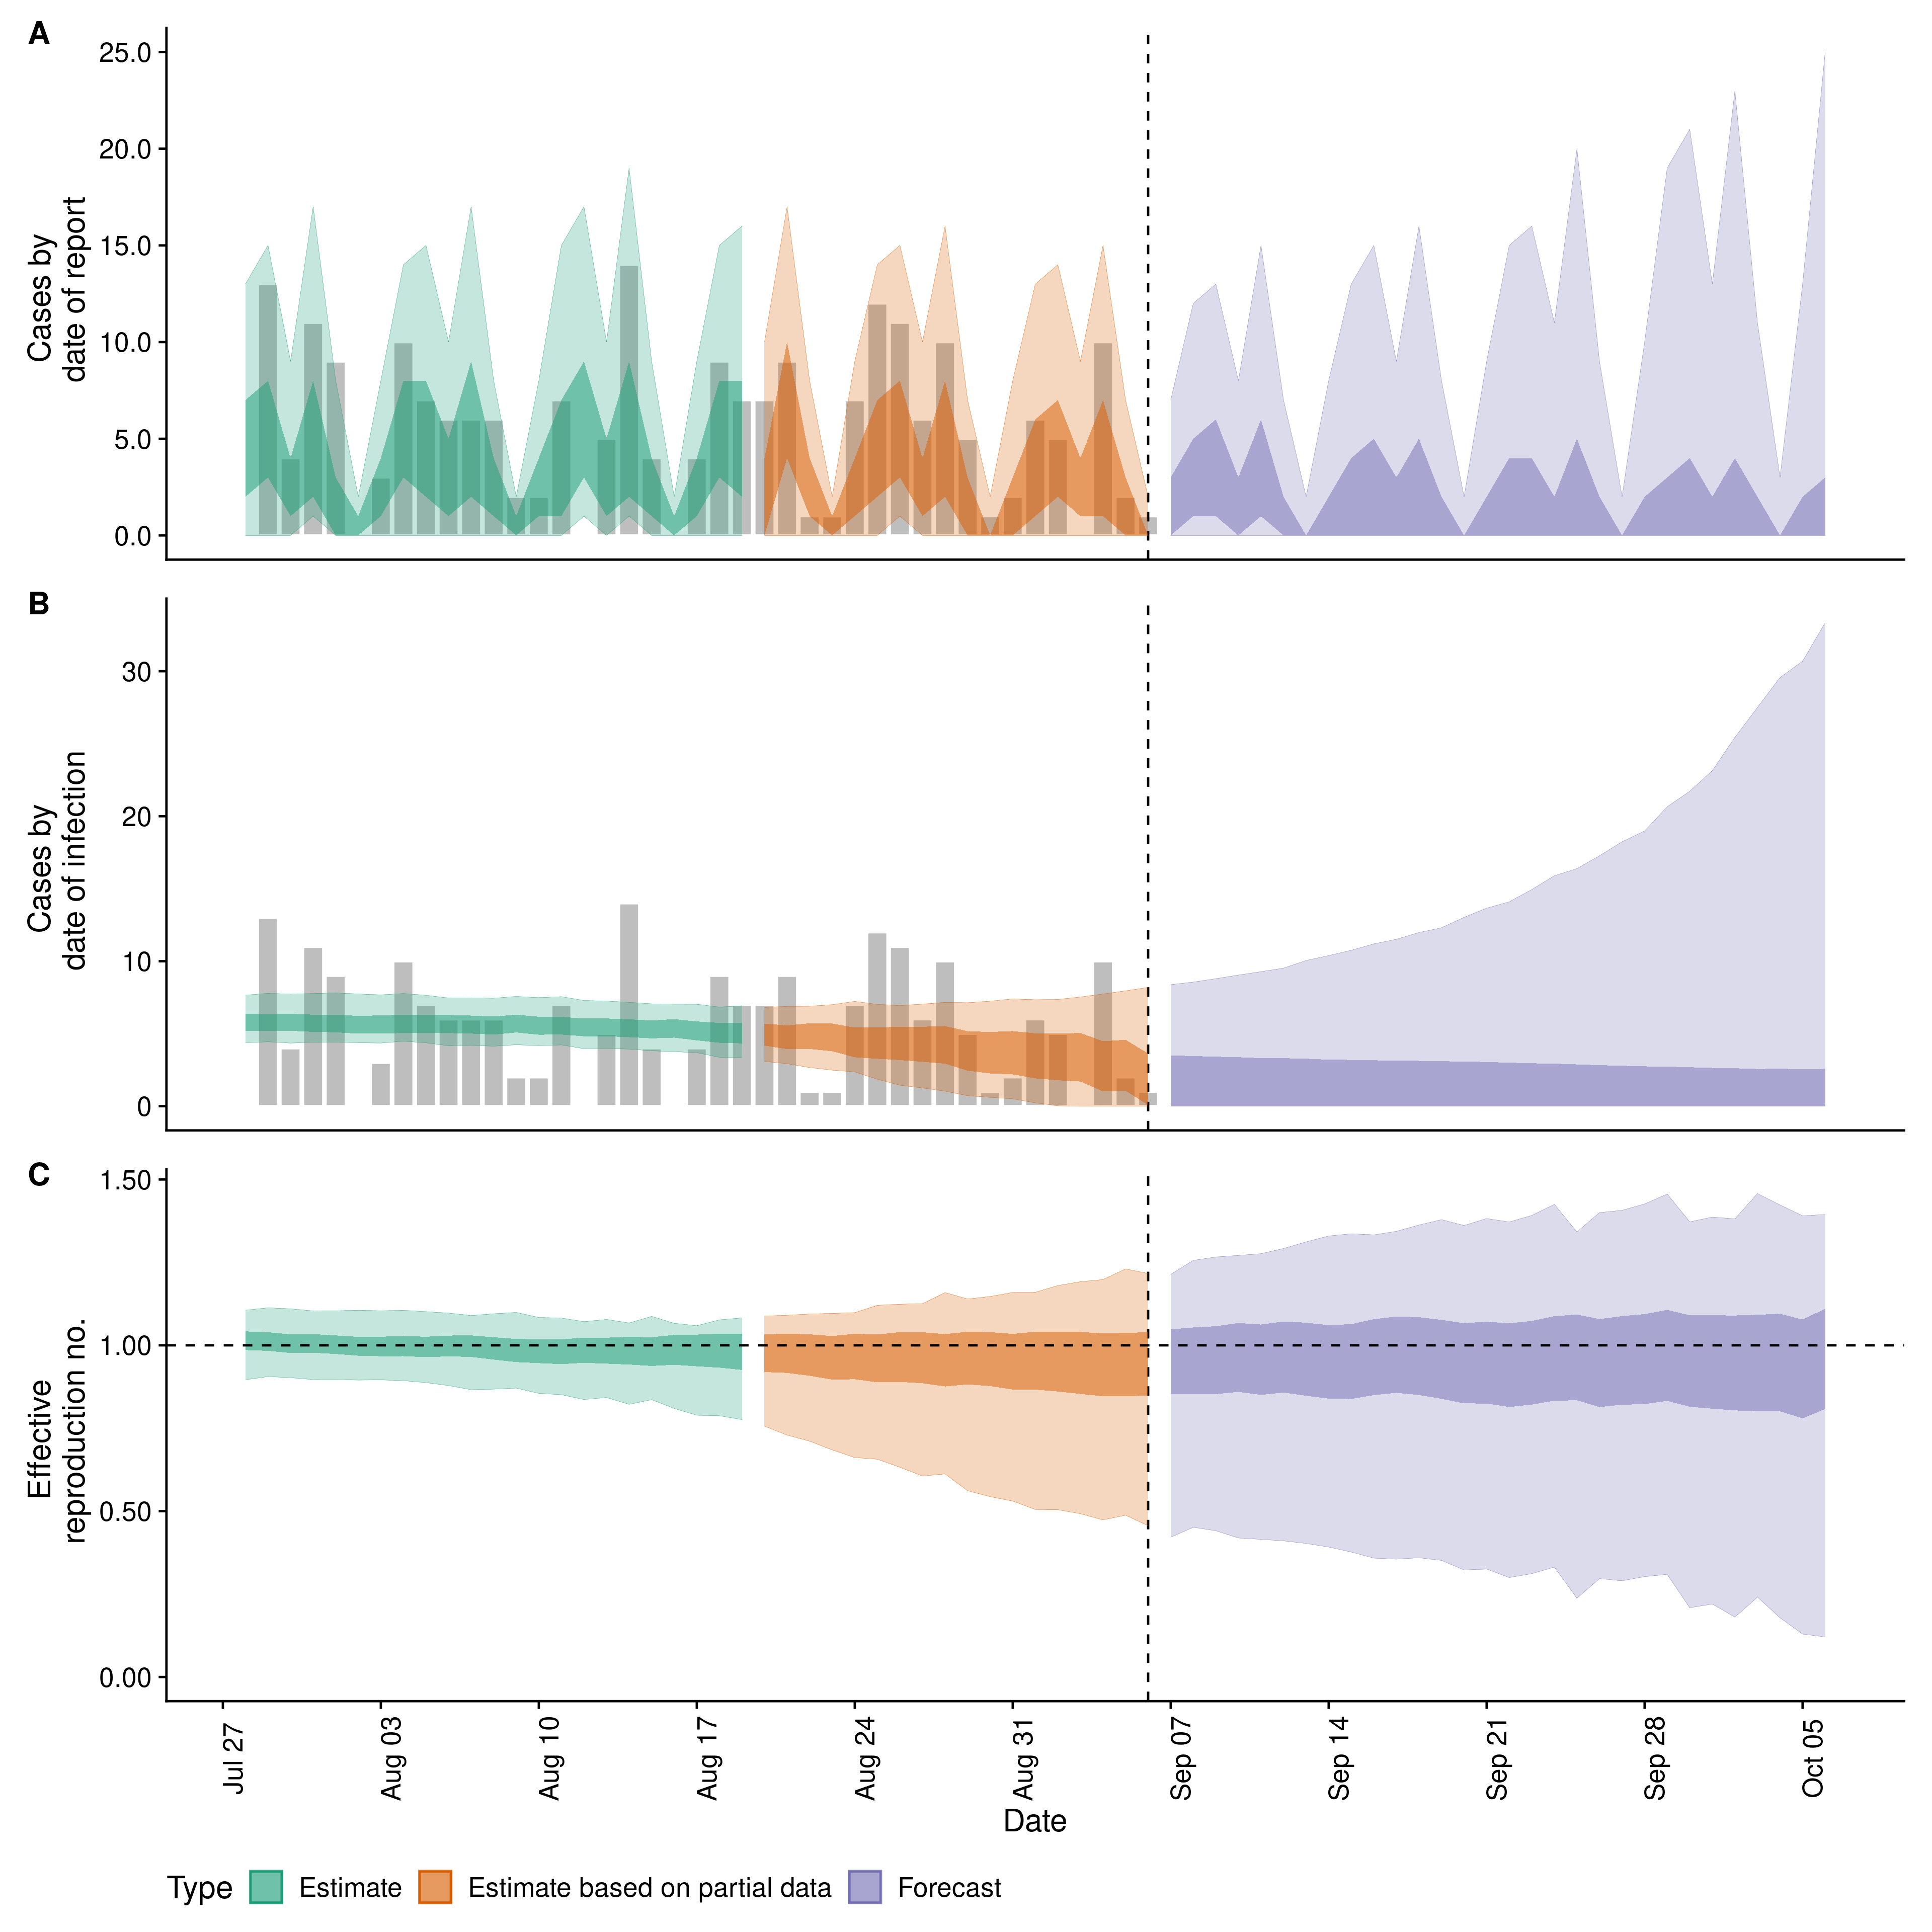 A
25.0
20.0
15.0
10.0
5.0
0.0
Cases by
date of report
B
30
20
10
0
Cases by
date of infection
C
1.50
1.00
0.50
0.00
Effective
reproduction no.
Jul 27
Aug 03
Aug 10
Aug 17
Aug 24
Aug 31
Sep 07
Sep 14
Sep 21
Sep 28
Oct 05
Date
Type Estimate Estimate based on partial data Forecast